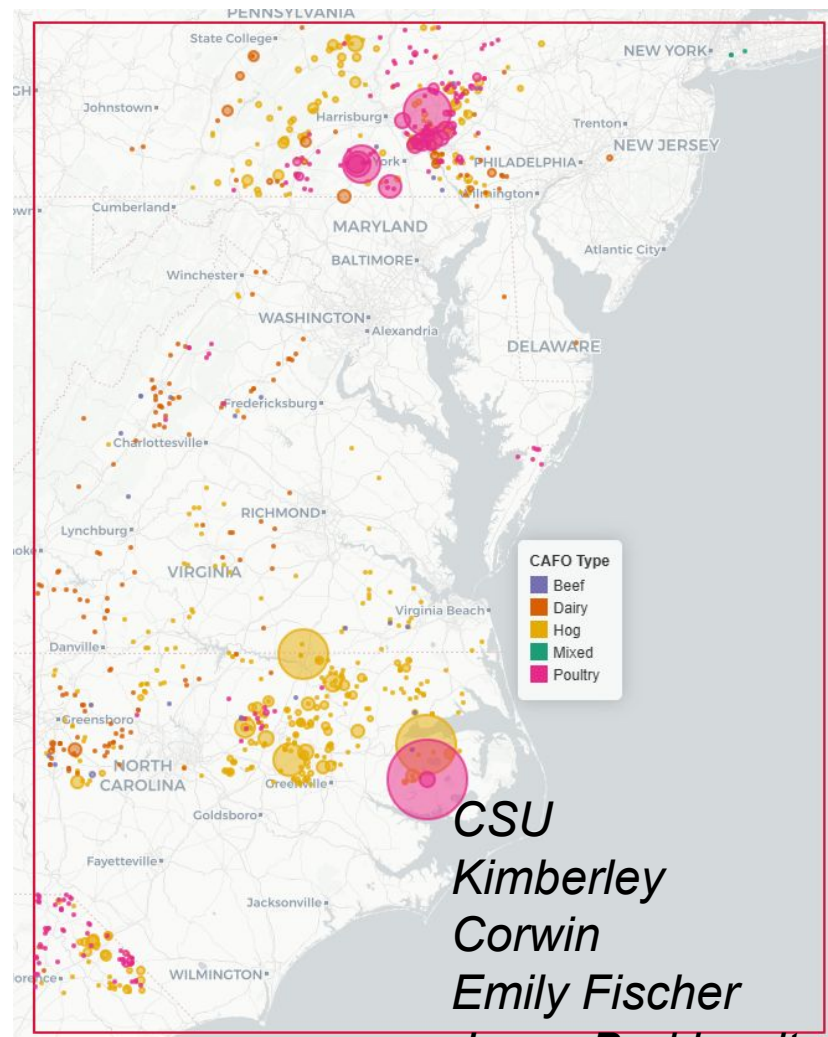 PENNSYLVANIA
State College
NEW YORK
Johnstown
Harrisburg
Trenton
NEW JERSEY
York
PHILADELPHIA
Wilmington
Cumberland
MARYLAND
Atlantic City
BALTIMORE
Winchester
WASHINGTON
Alexandria
DELAWARE
Fredericksburg
Charlottesville
RICHMOND
Lynchburg
CAFO Type
Beef
Dairy
Hog
Mixed
Poultry
VIRGINIA
Virginia Beach
Danville
Greensboro
NORTH
CAROLINA
Greenville
Goldsboro
CSU
Kimberley
Corwin
Emily Fischer
Fayetteville
Jacksonville
WILMINGTON